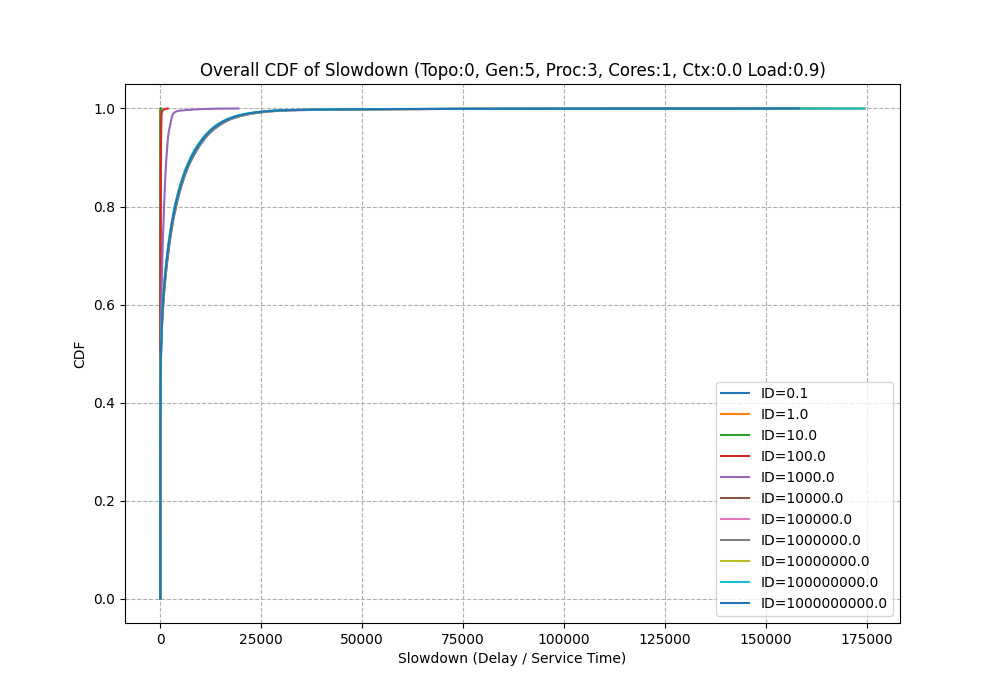 Overall CDF of Slowdown (Topo:0, Gen:5, Proc:3, Cores:1, Ctx:0.0 Load:0.9)
1.0
0.8
0.6
0.4
0.2
0.0
CDF
ID=0.1
ID=1.0
ID=10.0
ID=100.0
ID=1000.0
ID=10000.0
ID=100000.0
ID=1000000.0
ID=10000000.0
ID=100000000.0
ID=1000000000.0
0 25000 50000 75000 100000 125000 150000 175000
Slowdown (Delay / Service Time)